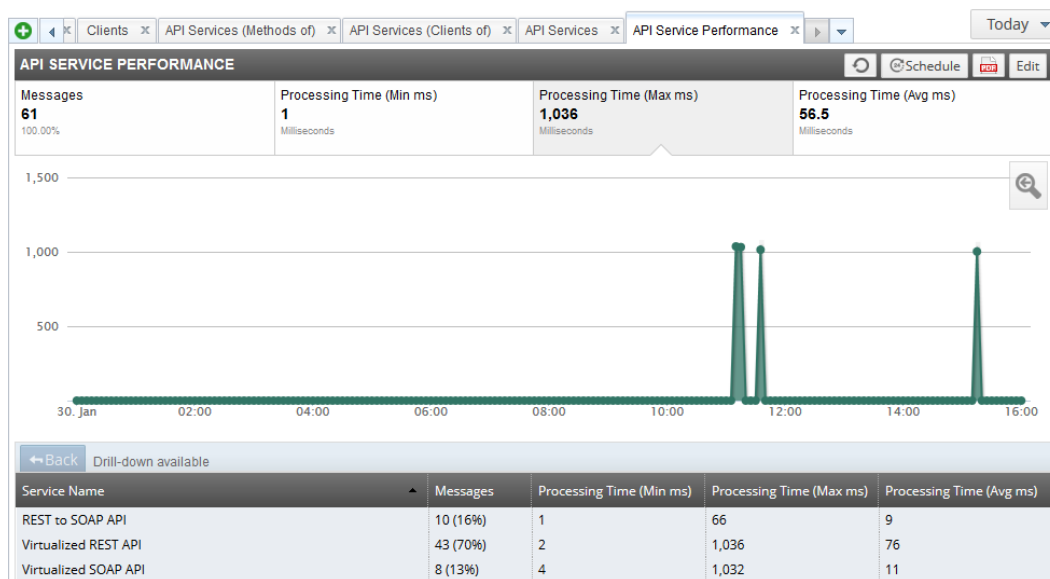 Clients x API Services (Methods of) x API Services (Clients of) x API Services x API Service Performance x Today
API SERVICE PERFORMANCE Schedule PDF Edit
Messages Processing Time (Min ms) Processing Time (Max ms) Processing Time (Avg ms)
61 1 1,036 56.5
100.00% Milliseconds Milliseconds Milliseconds
1,500
1,000
500
30. Jan 02:00 04:00 06:00 08:00 10:00 12:00 14:00 16:00
Back Drill-down available
Service Name Messages Processing Time (Min ms) Processing Time (Max ms) Processing Time (Avg ms)
REST to SOAP API 10 (16%) 1 66 9
Virtualized REST API 43 (70%) 2 1,036 76
Virtualized SOAP API 8 (13%) 4 1,032 11